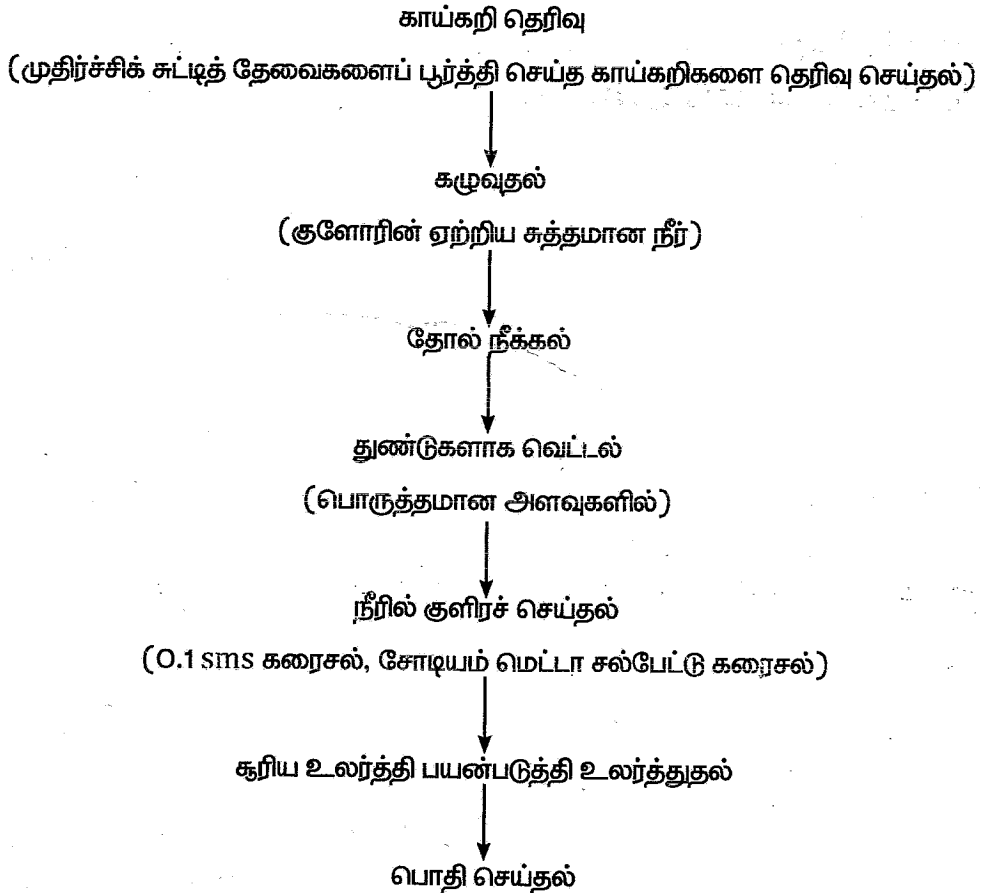 காய்கறி தெரிவு
(முதிர்ச்சிக் சுட்டித் தேவைகளைப் பூர்த்தி செய்த காய்கறிகளை தெரிவு செய்தல்)
கழுவுதல்
(குளோரின் ஏற்றிய சுத்தமான நீர்)
தோல் நீக்கல்
துண்டுகளாக வெட்டல்
(பொருத்தமான அளவுகளில்)
நீரில் குளிரச் செய்தல்
(0.1 sms கரைசல், சோடியம் மெட்டா சல்பேட்டு கரைசல்)
சூரிய உலர்த்தி பயன்படுத்தி உலர்த்துதல்
பொதி செய்தல்